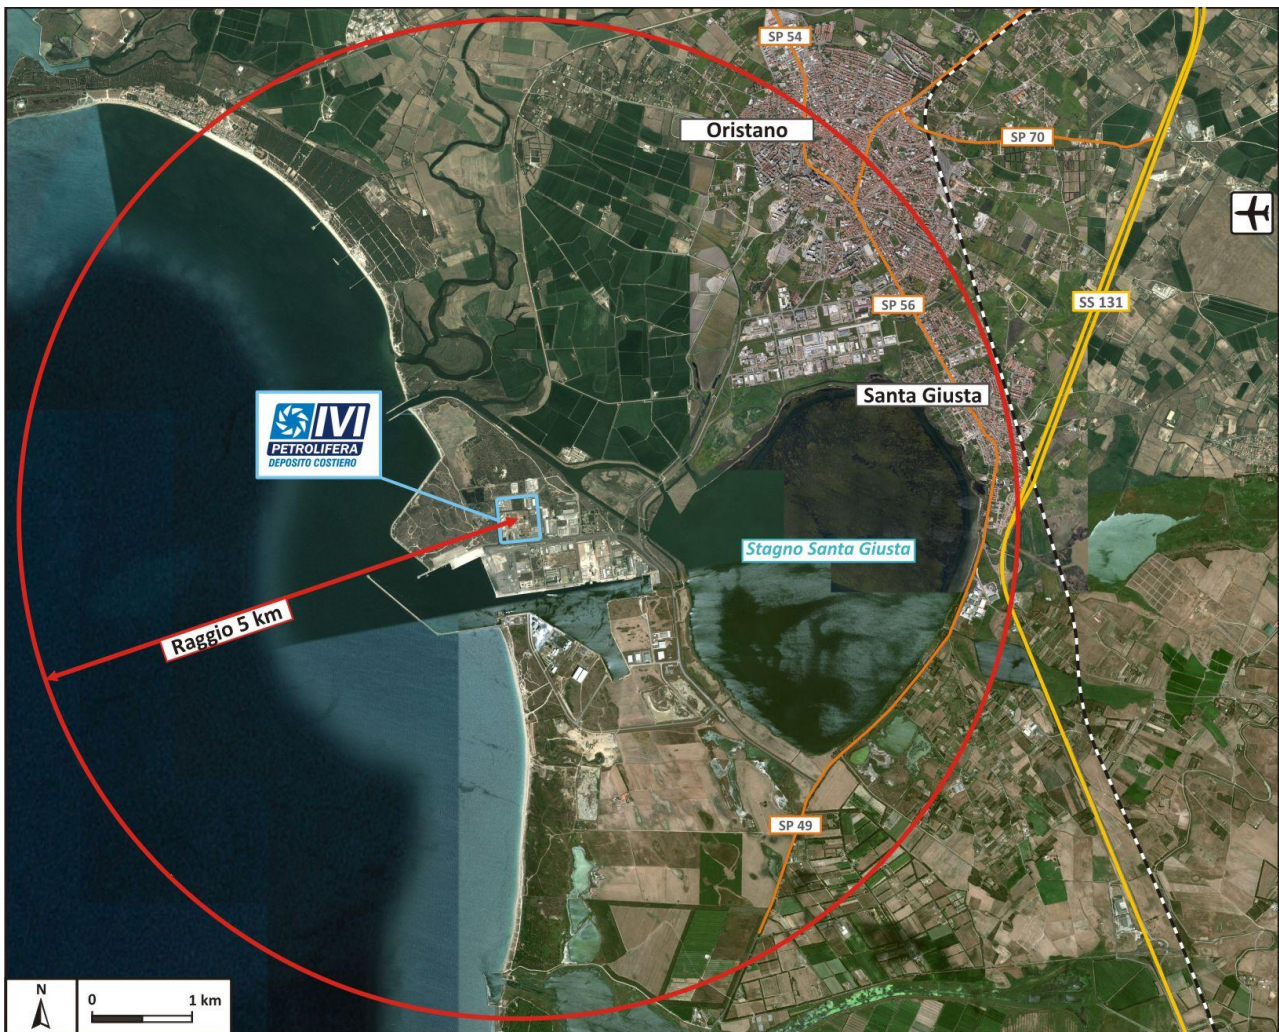 SP 54
Oristano
SP 70
SS 131
SP 56
Santa Giusta
IVI
PETROLIFERA
DEPOSITO COSTIERO
Stagno Santa Giusta
Raggio 5 km
SP 49
N
0 1 km